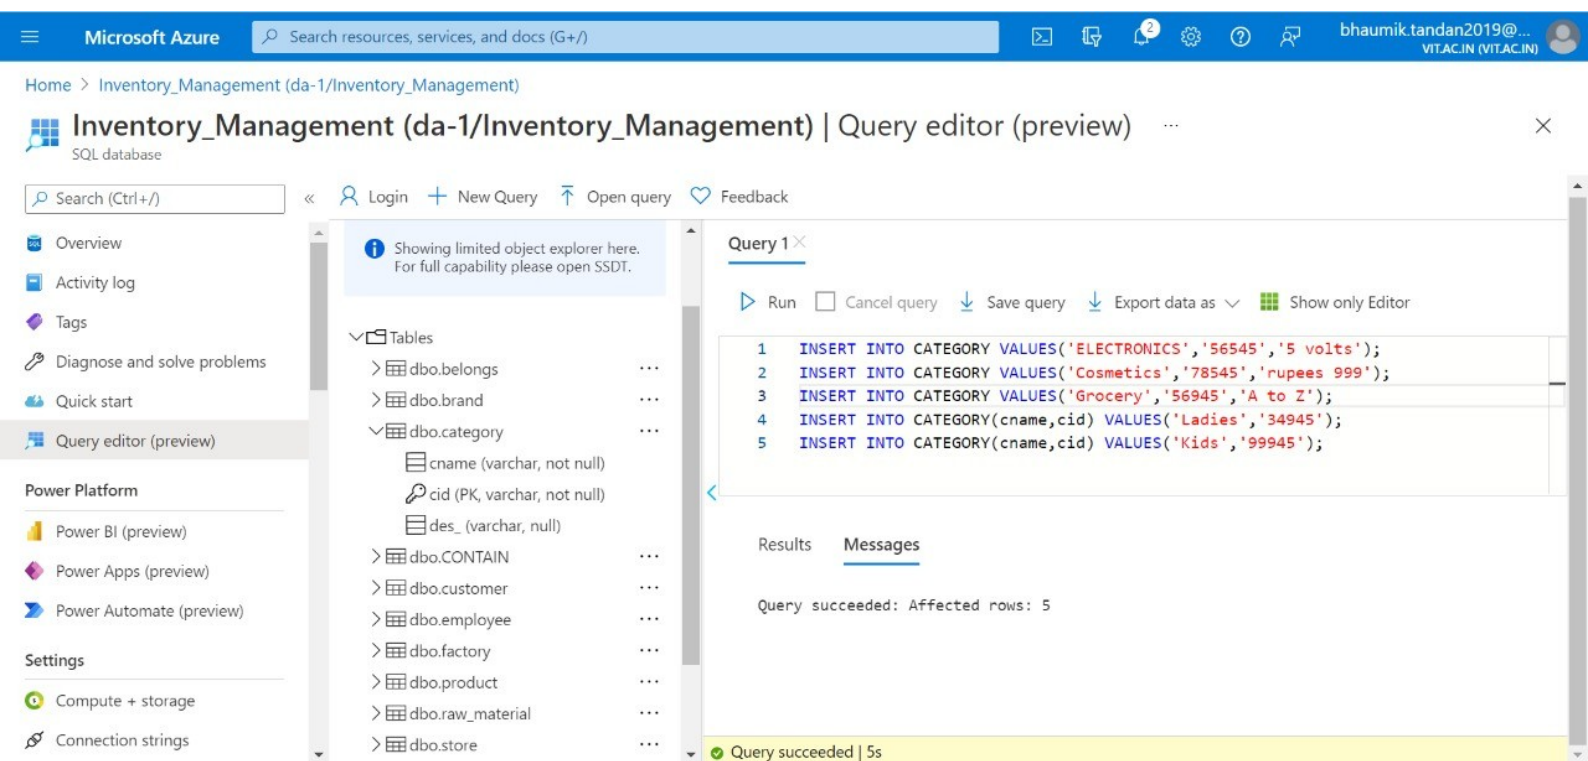 Microsoft Azure
Search resources, services, and docs (G+/)
2
bhaumik.tandan2019@...
VIT.AC.IN (VIT.AC.IN)
Home > Inventory_Management (da-1/Inventory_Management)
Inventory_Management (da-1/Inventory_Management) | Query editor (preview) ...
SQL database
Search (Ctrl+/)
«
Overview
Activity log
Tags
Diagnose and solve problems
Quick start
Query editor (preview)
Power Platform
Power BI (preview)
Power Apps (preview)
Power Automate (preview)
Settings
Compute + storage
Connection strings
Login
New Query
Open query
Feedback
Showing limited object explorer here.
For full capability please open SSDT.
Tables
dbo.belongs ...
dbo.brand ...
dbo.category ...
cname (varchar, not null)
cid (PK, varchar, not null)
des_ (varchar, null)
dbo.CONTAIN ...
dbo.customer ...
dbo.employee ...
dbo.factory ...
dbo.product ...
dbo.raw_material ...
dbo.store ...
Query 1
Run
Cancel query
Save query
Export data as
Show only Editor
1 INSERT INTO CATEGORY VALUES('ELECTRONICS','56545','5 volts');
2 INSERT INTO CATEGORY VALUES('Cosmetics','78545','rupees 999');
3 INSERT INTO CATEGORY VALUES('Grocery','56945','A to Z');
4 INSERT INTO CATEGORY(cname,cid) VALUES('Ladies','34945');
5 INSERT INTO CATEGORY(cname,cid) VALUES('Kids','99945');
Results
Messages
Query succeeded: Affected rows: 5
Query succeeded | 5s